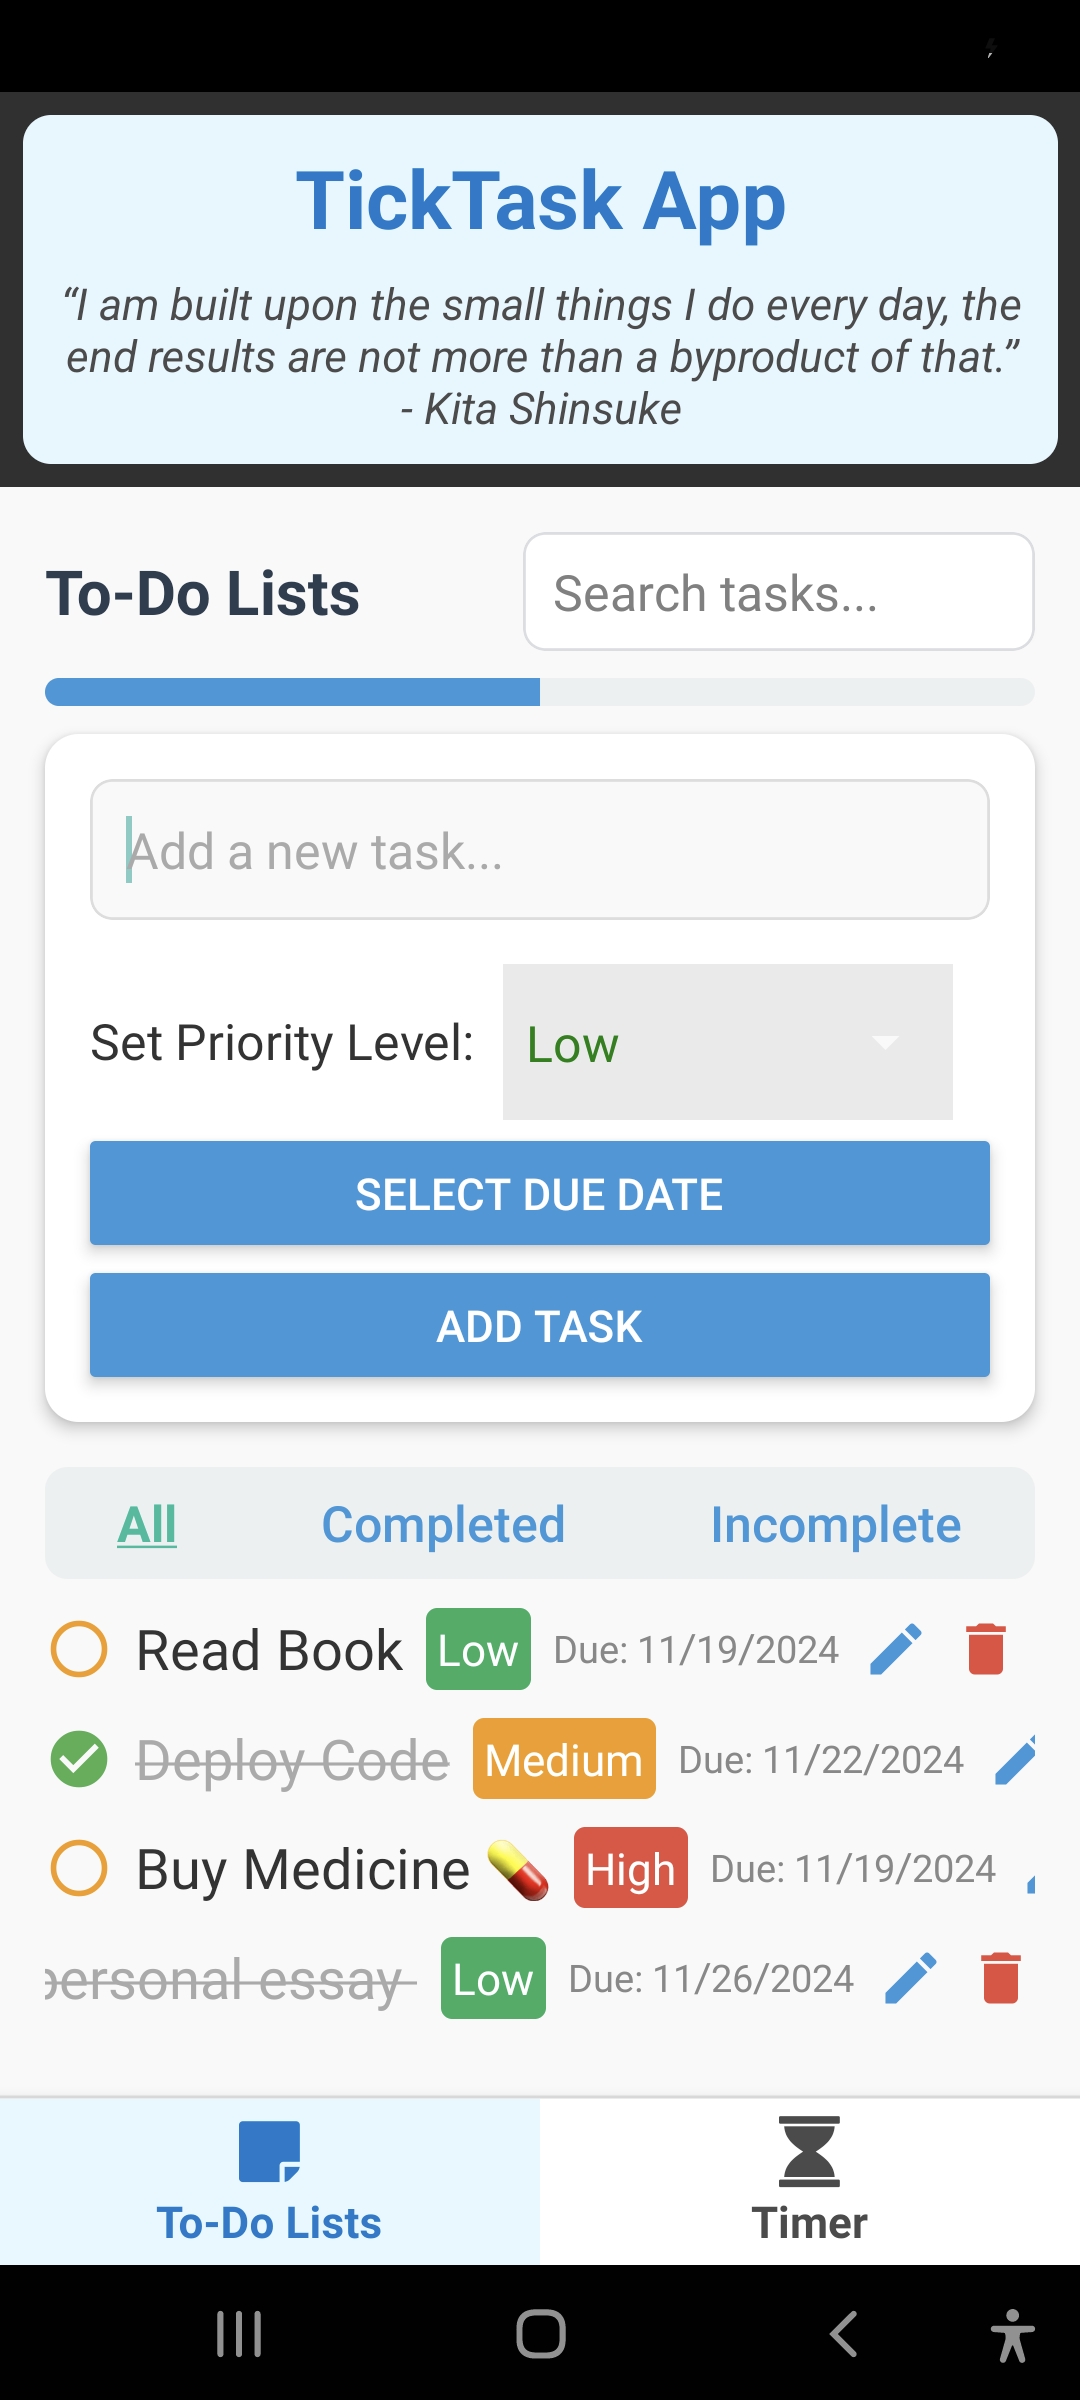 TickTask App
“I am built upon the small things I do every day, the
end results are not more than a byproduct of that.”
- Kita Shinsuke
To-Do Lists
Search tasks...
Add a new task...
Set Priority Level: Low
SELECT DUE DATE
ADD TASK
All Completed Incomplete
Read Book Low Due: 11/19/2024
Deploy Code Medium Due: 11/22/2024
Buy Medicine 💊 High Due: 11/19/2024
personal essay Low Due: 11/26/2024
To-Do Lists Timer